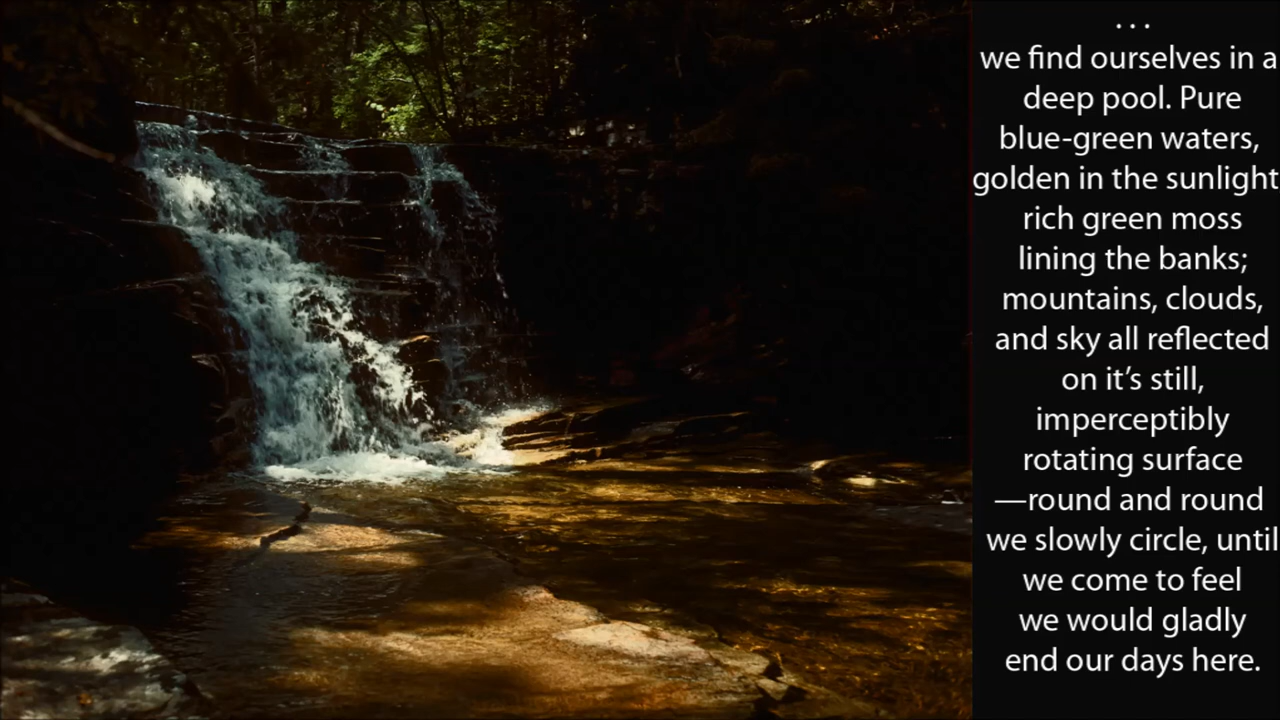 ...
we find ourselves in a
deep pool. Pure
blue-green waters,
golden in the sunlight
rich green moss
lining the banks;
mountains, clouds,
and sky all reflected
on it’s still,
imperceptibly
rotating surface
—round and round
we slowly circle, until
we come to feel
we would gladly
end our days here.